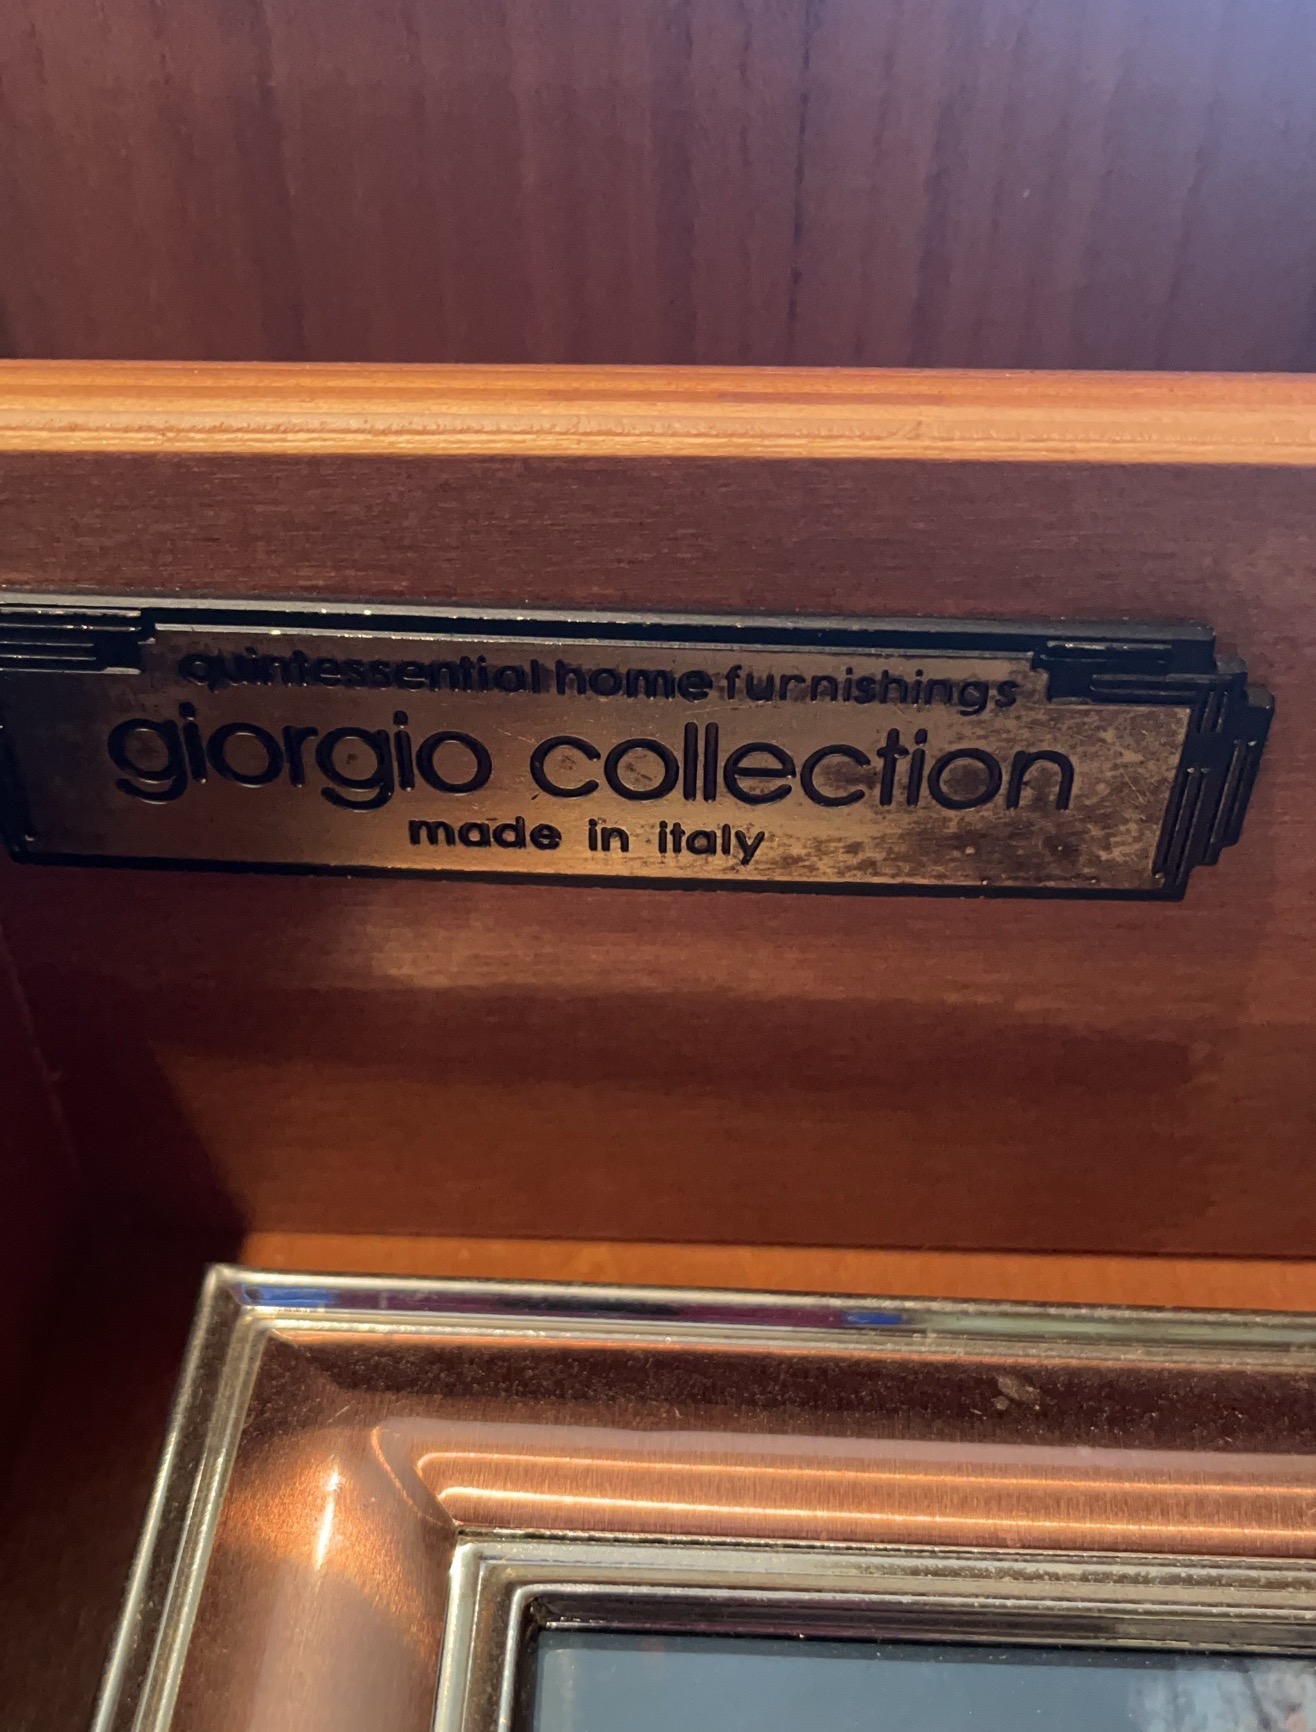 quintessential home furnishings
giorgio collection
made in italy